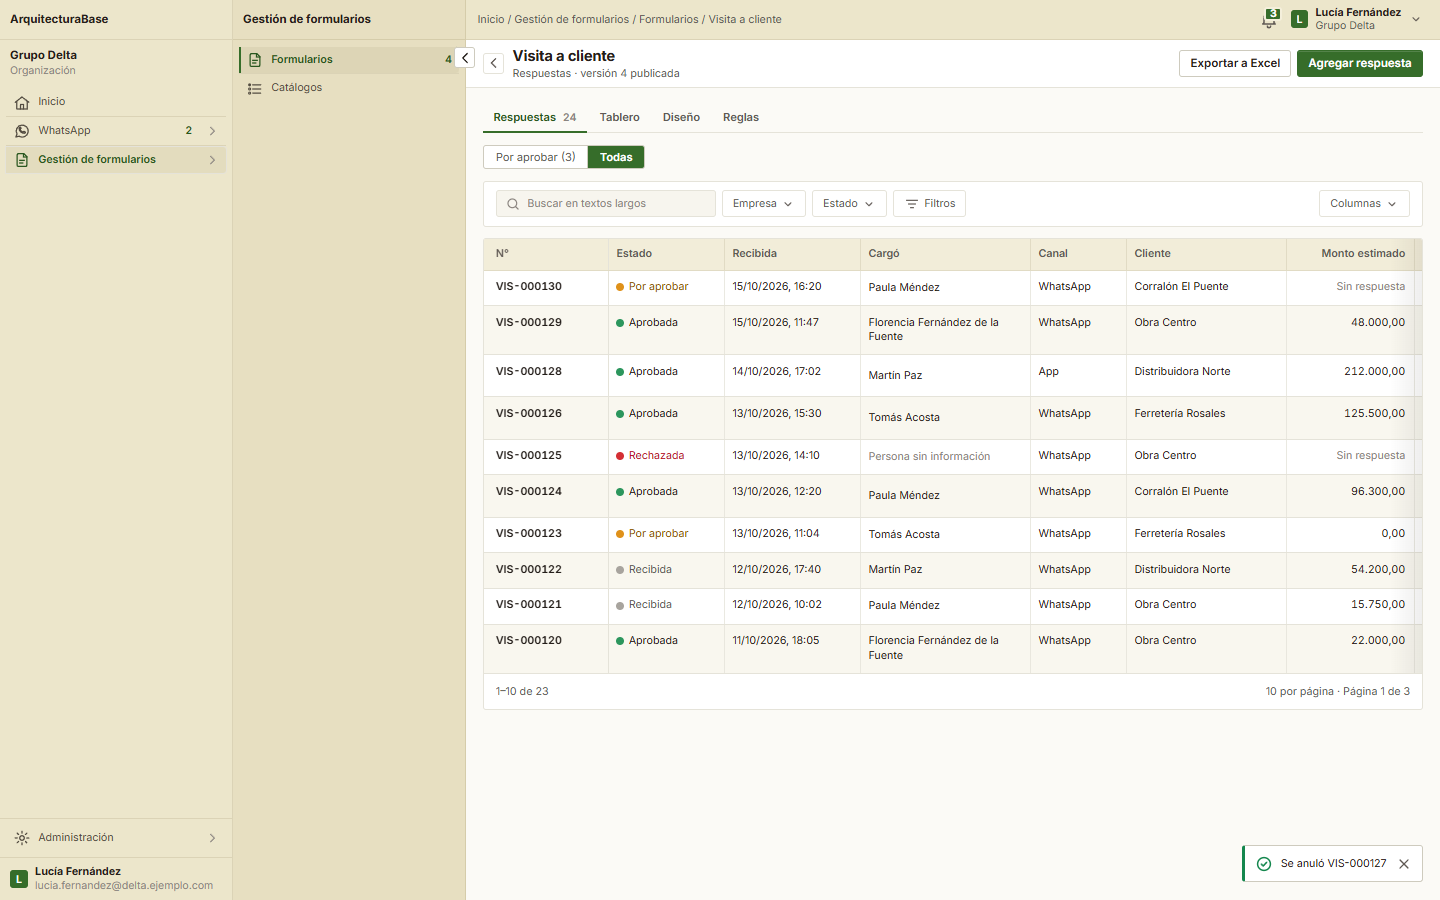 ArquitecturaBase
Grupo Delta
Organización
Inicio
WhatsApp 2
Gestión de formularios
Administración
L
Lucía Fernández
lucia.fernandez@delta.ejemplo.com
Gestión de formularios
Formularios 4
Catálogos
Inicio / Gestión de formularios / Formularios / Visita a cliente
3
L
Lucía Fernández
Grupo Delta
Visita a cliente
Respuestas · versión 4 publicada
Exportar a Excel
Agregar respuesta
Respuestas 24 Tablero Diseño Reglas
Por aprobar (3) Todas
Buscar en textos largos Empresa Estado Filtros Columnas
N° Estado Recibida Cargó Canal Cliente Monto estimado
VIS-000130 Por aprobar 15/10/2026, 16:20 Paula Méndez WhatsApp Corralón El Puente Sin respuesta
VIS-000129 Aprobada 15/10/2026, 11:47 Florencia Fernández de la WhatsApp Obra Centro 48.000,00
Fuente
VIS-000128 Aprobada 14/10/2026, 17:02 Martín Paz App Distribuidora Norte 212.000,00
VIS-000126 Aprobada 13/10/2026, 15:30 Tomás Acosta WhatsApp Ferretería Rosales 125.500,00
VIS-000125 Rechazada 13/10/2026, 14:10 Persona sin información WhatsApp Obra Centro Sin respuesta
VIS-000124 Aprobada 13/10/2026, 12:20 Paula Méndez WhatsApp Corralón El Puente 96.300,00
VIS-000123 Por aprobar 13/10/2026, 11:04 Tomás Acosta WhatsApp Ferretería Rosales 0,00
VIS-000122 Recibida 12/10/2026, 17:40 Martín Paz WhatsApp Distribuidora Norte 54.200,00
VIS-000121 Recibida 12/10/2026, 10:02 Paula Méndez WhatsApp Obra Centro 15.750,00
VIS-000120 Aprobada 11/10/2026, 18:05 Florencia Fernández de la WhatsApp Obra Centro 22.000,00
Fuente
1–10 de 23 10 por página · Página 1 de 3
Se anuló VIS-000127